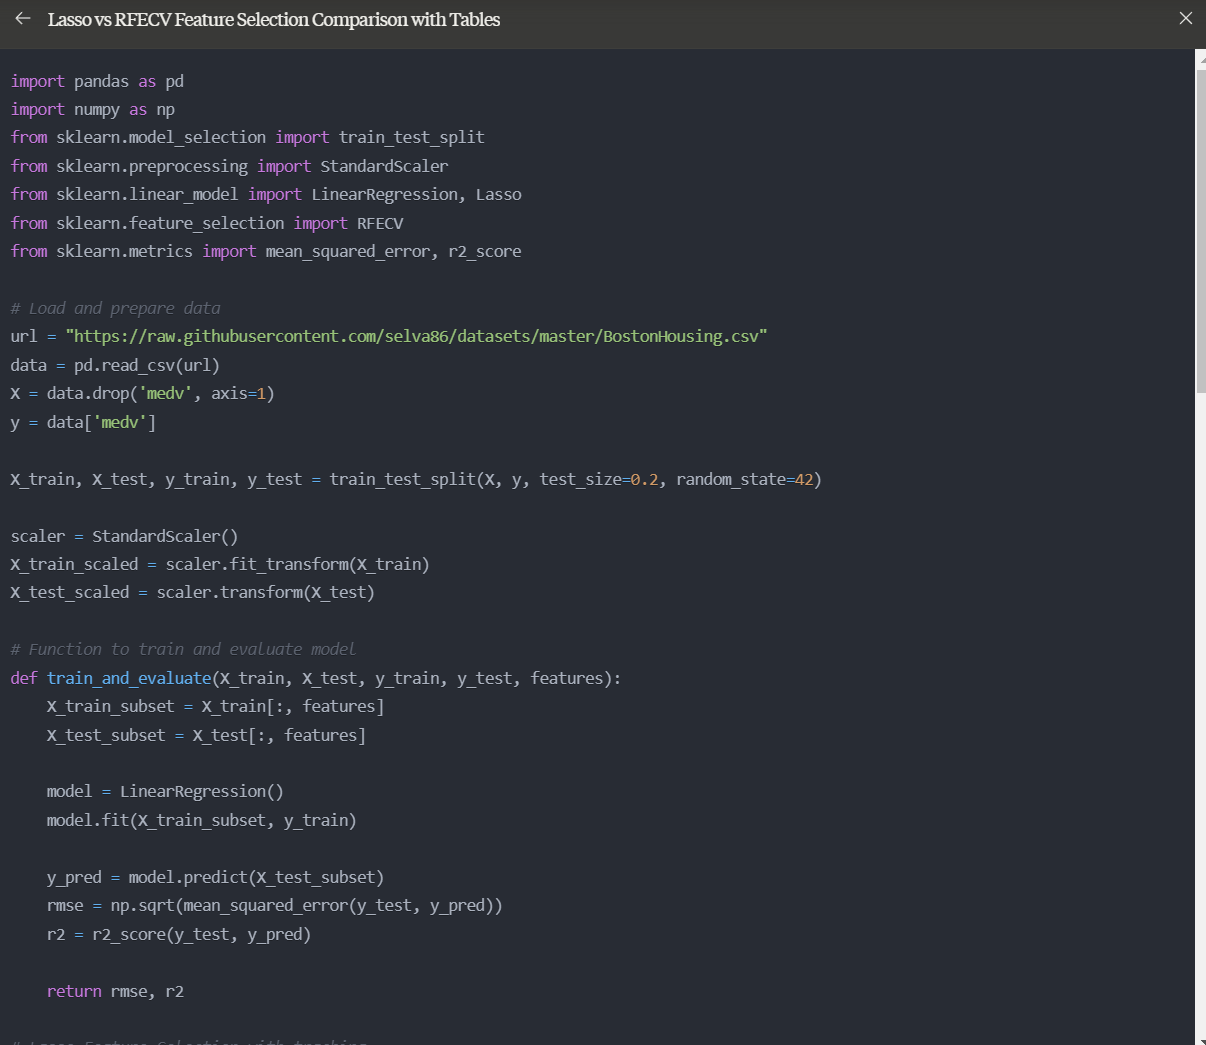 Lasso vs RFECV Feature Selection Comparison with Tables
import pandas as pd
import numpy as np
from sklearn.model_selection import train_test_split
from sklearn.preprocessing import StandardScaler
from sklearn.linear_model import LinearRegression, Lasso
from sklearn.feature_selection import RFECV
from sklearn.metrics import mean_squared_error, r2_score

# Load and prepare data
url = "https://raw.githubusercontent.com/selva86/datasets/master/BostonHousing.csv"
data = pd.read_csv(url)
X = data.drop('medv', axis=1)
y = data['medv']

X_train, X_test, y_train, y_test = train_test_split(X, y, test_size=0.2, random_state=42)

scaler = StandardScaler()
X_train_scaled = scaler.fit_transform(X_train)
X_test_scaled = scaler.transform(X_test)

# Function to train and evaluate model
def train_and_evaluate(X_train, X_test, y_train, y_test, features):
    X_train_subset = X_train[:, features]
    X_test_subset = X_test[:, features]

    model = LinearRegression()
    model.fit(X_train_subset, y_train)

    y_pred = model.predict(X_test_subset)
    rmse = np.sqrt(mean_squared_error(y_test, y_pred))
    r2 = r2_score(y_test, y_pred)

    return rmse, r2

# Lasso Feature Selection with tracking